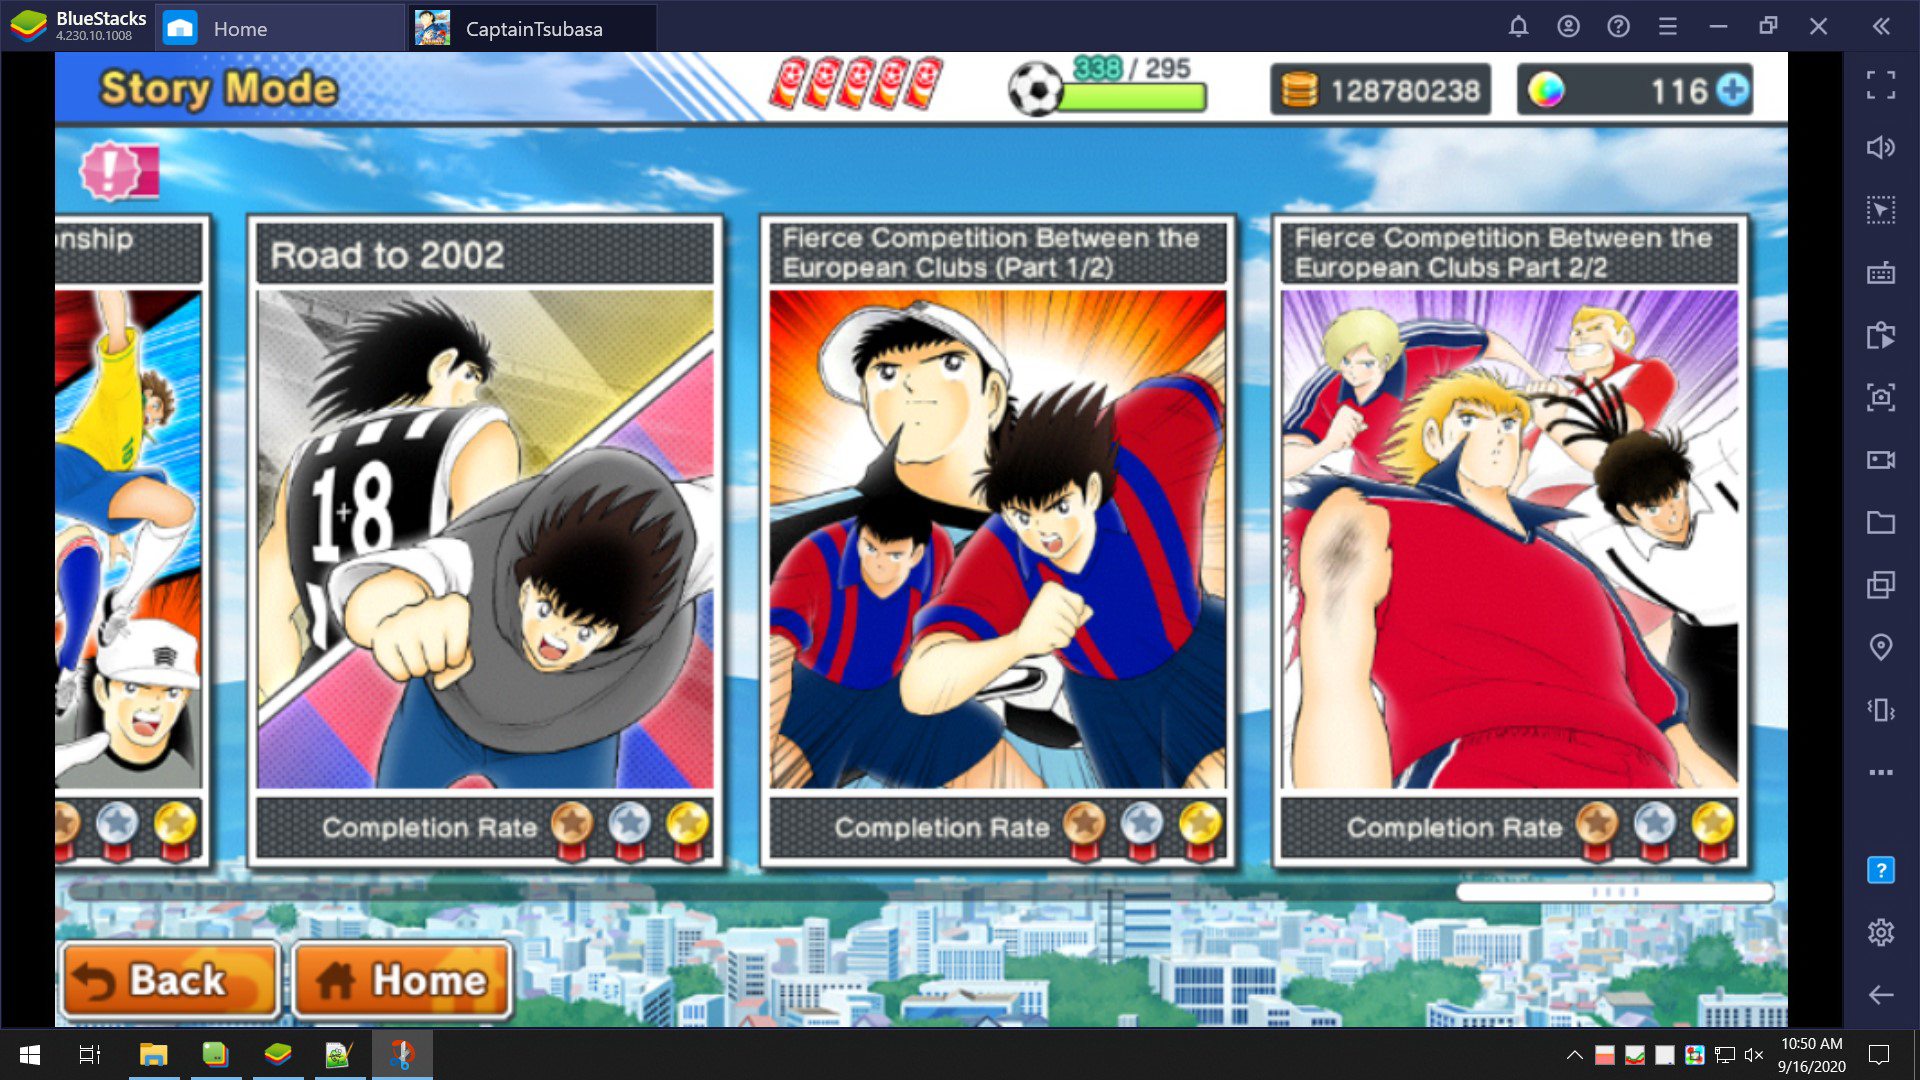 BlueStacks
4.230.10.1008
Home
CaptainTsubasa
Story Mode
338 / 295
128780238
116
!
nship
Road to 2002
Fierce Competition Between the
European Clubs (Part 1/2)
Fierce Competition Between the
European Clubs Part 2/2
1+8
Completion Rate
Completion Rate
Completion Rate
Back
Home
10:50 AM
9/16/2020